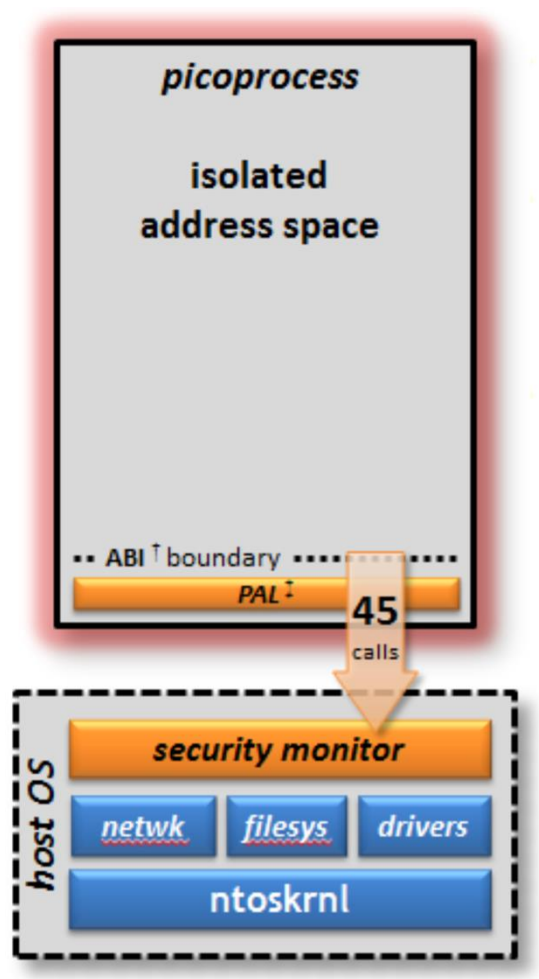 picoprocess
isolated
address space
ABI† boundary
PAL‡
45
calls
host OS
security monitor
netwk filesys drivers
ntoskrnl